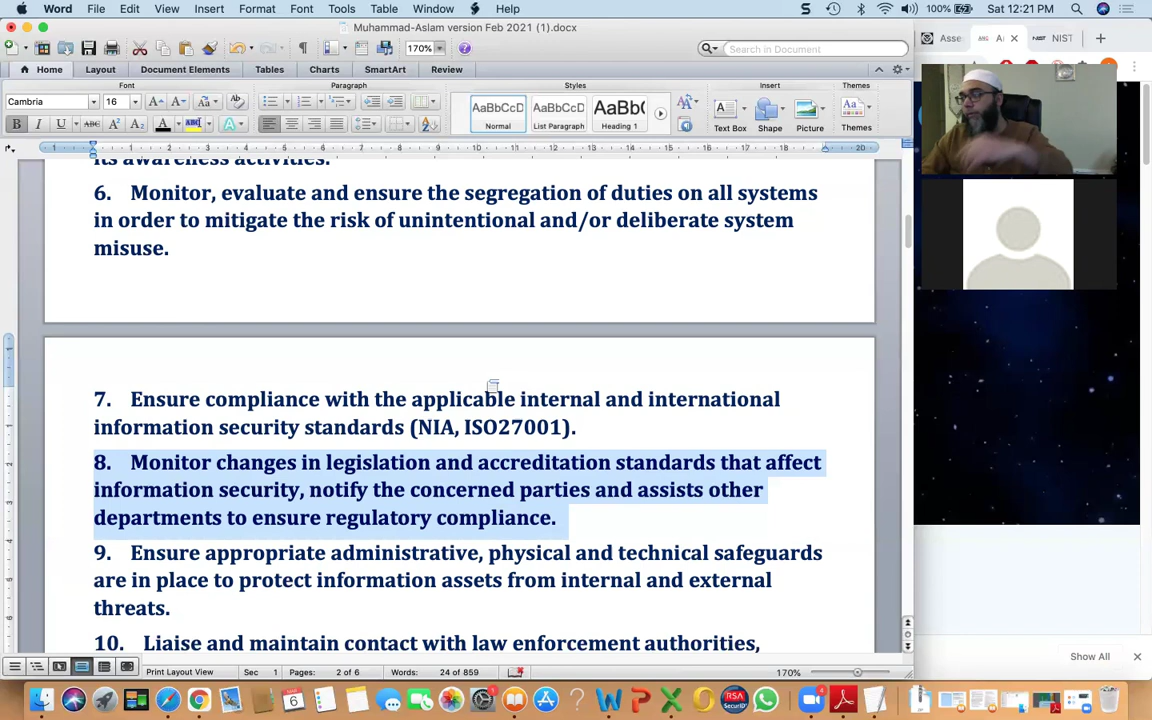 Word File Edit View Insert Format Font Tools Table Window Help 100% Sat 12:21 PM
Muhammad-Aslam version Feb 2021 (1).docx
170% Search in Document
Home Layout Document Elements Tables Charts SmartArt Review
Font Paragraph Styles Insert Themes
Cambria 16
AaBbCcD AaBbCcD AaBb(
Normal List Paragraph Heading 1 Text Box Shape Picture Themes
Asse NIST
its awareness activities.
6. Monitor, evaluate and ensure the segregation of duties on all systems
in order to mitigate the risk of unintentional and/or deliberate system
misuse.
7. Ensure compliance with the applicable internal and international
information security standards (NIA, ISO27001).
8. Monitor changes in legislation and accreditation standards that affect
information security, notify the concerned parties and assists other
departments to ensure regulatory compliance.
9. Ensure appropriate administrative, physical and technical safeguards
are in place to protect information assets from internal and external
threats.
10. Liaise and maintain contact with law enforcement authorities,
Print Layout View Sec 1 Pages: 2 of 6 Words: 24 of 859 170%
Show All